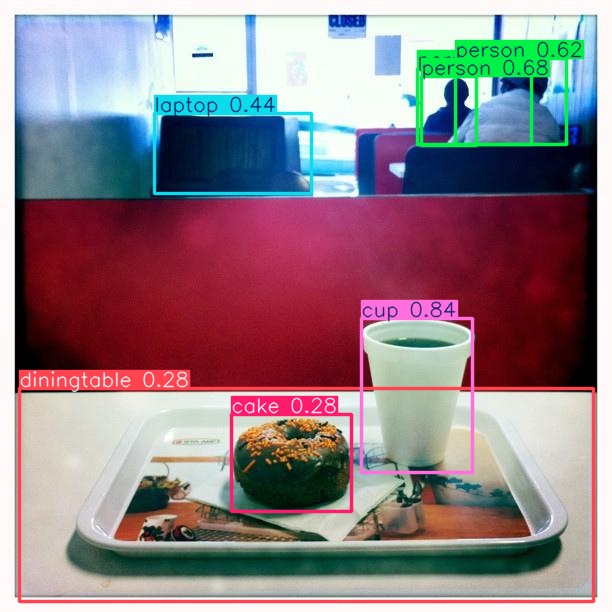 CLOSED
person 0.62
person 0.68
laptop 0.44
cup 0.84
diningtable 0.28
cake 0.28